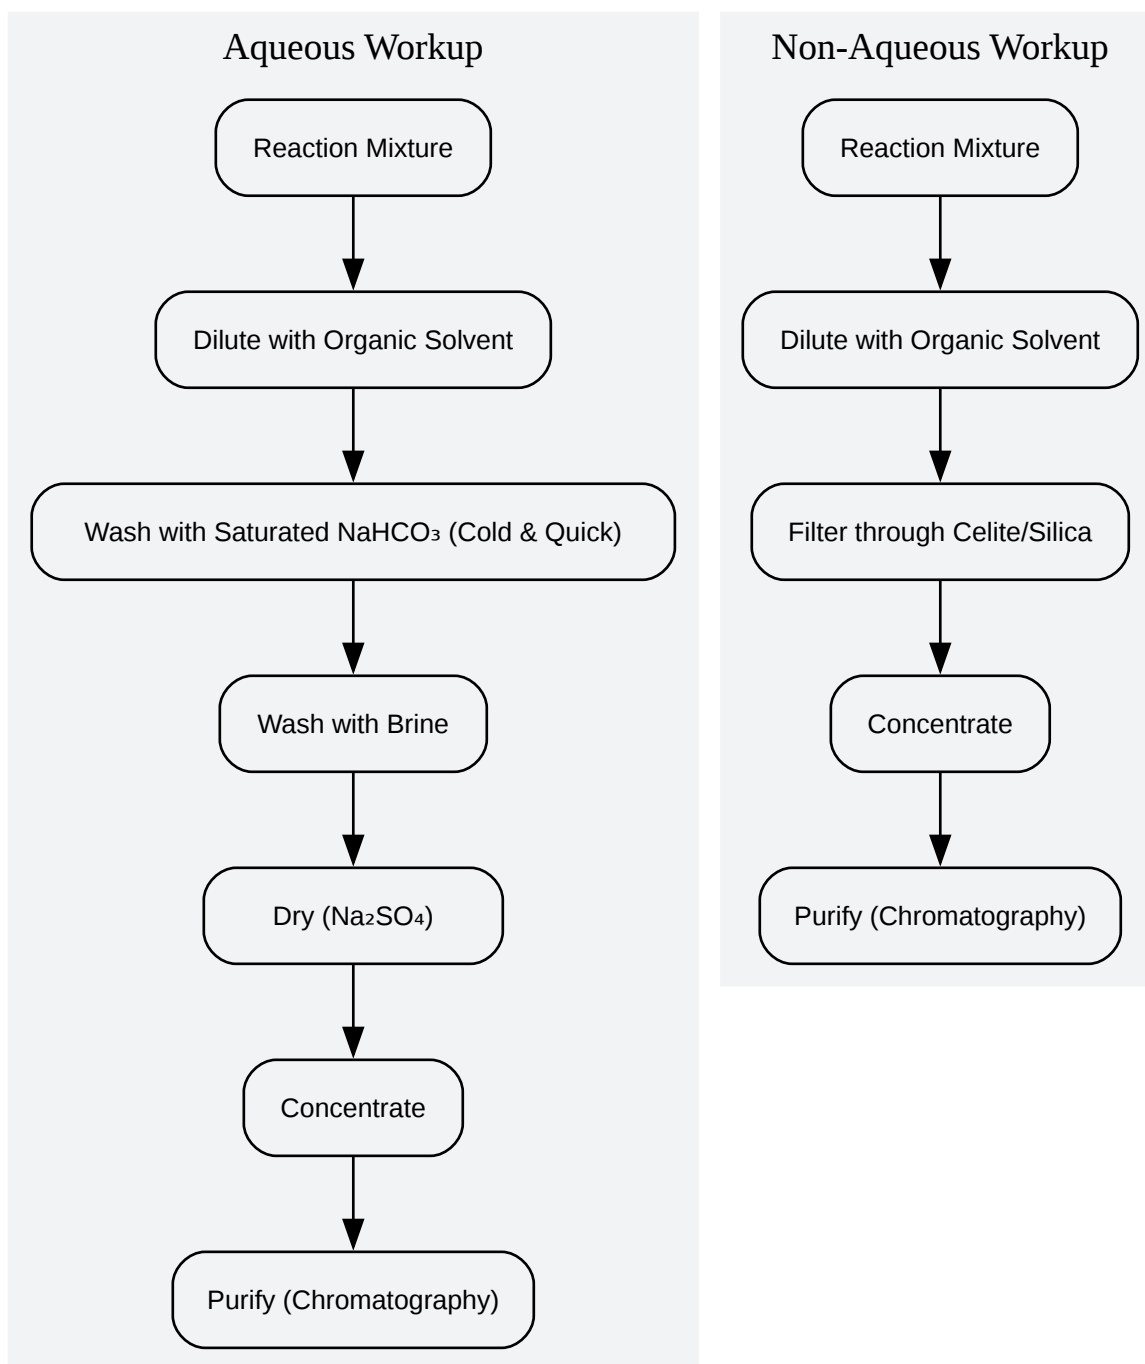 Aqueous Workup
Reaction Mixture
Dilute with Organic Solvent
Wash with Saturated NaHCO₃ (Cold & Quick)
Wash with Brine
Dry (Na₂SO₄)
Concentrate
Purify (Chromatography)
Non-Aqueous Workup
Reaction Mixture
Dilute with Organic Solvent
Filter through Celite/Silica
Concentrate
Purify (Chromatography)